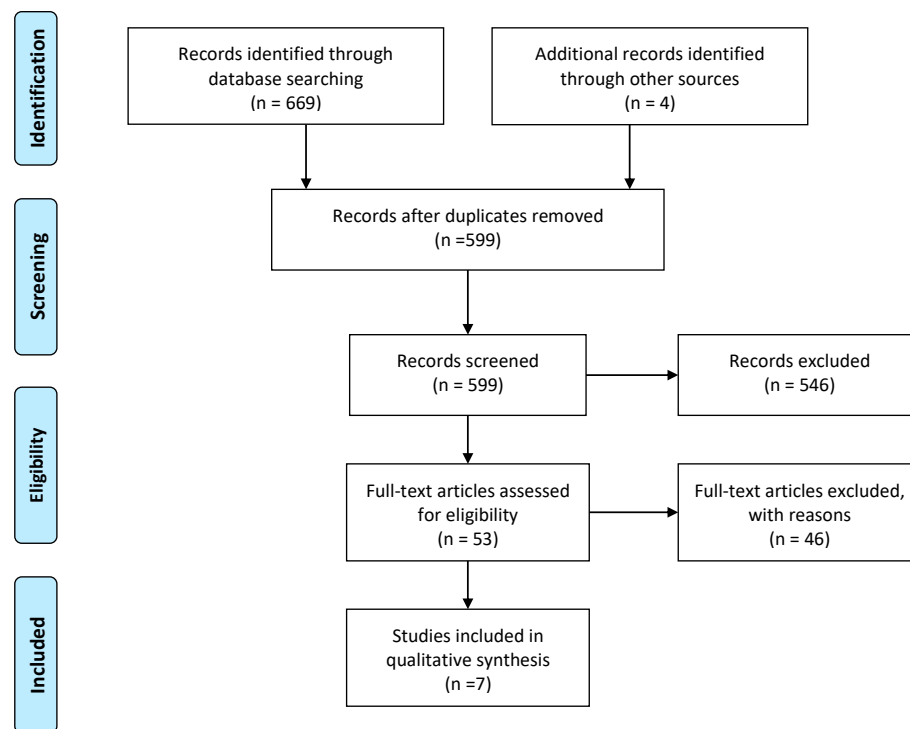 Identification
Records identified through
database searching
(n = 669)
Additional records identified
through other sources
(n = 4)
Screening
Records after duplicates removed
(n =599)
Records screened
(n = 599)
Records excluded
(n = 546)
Eligibility
Full-text articles assessed
for eligibility
(n = 53)
Full-text articles excluded,
with reasons
(n = 46)
Included
Studies included in
qualitative synthesis
(n =7)